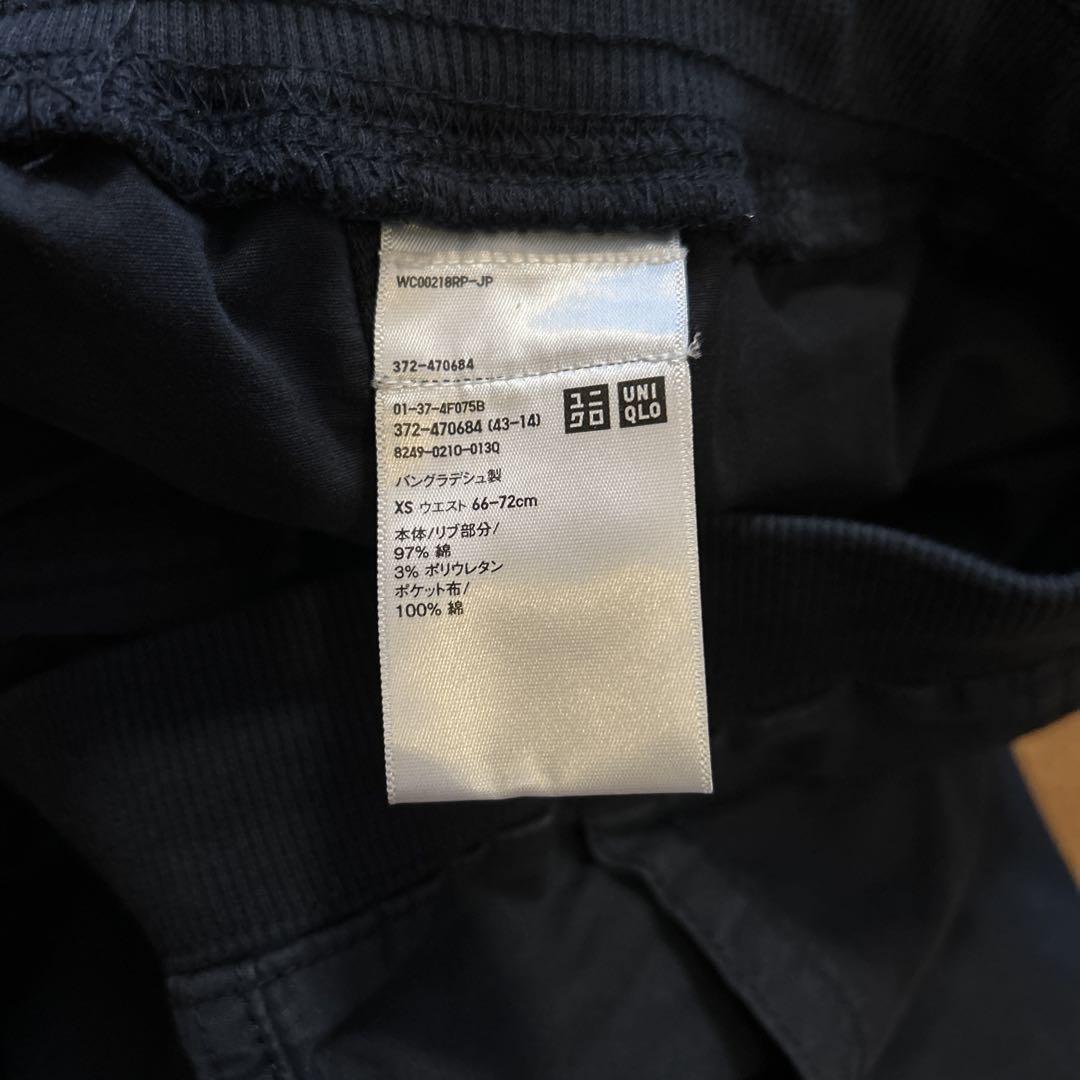 WC00218RP-JP
372-470684
01-37-4F075B
372-470684 (43-14)
8249-0210-013Q
ユニ
クロ
UNI
QLO
バングラデシュ製
XS ウエスト 66-72cm
本体/リブ部分/
97% 綿
3% ポリウレタン
ポケット布/
100% 綿